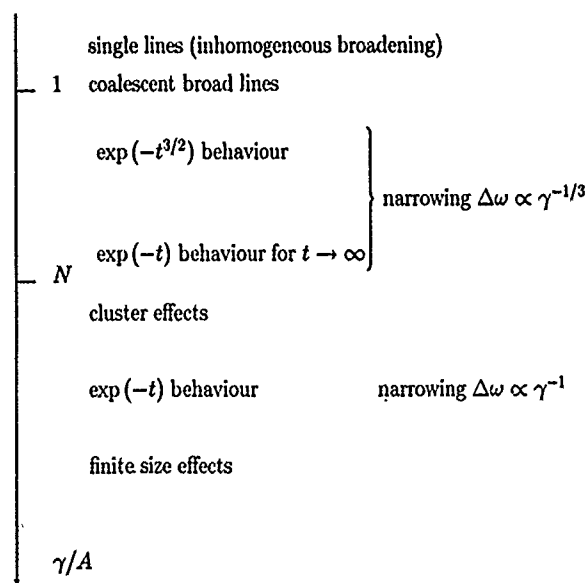 single lines (inhomogeneous broadening)
1 coalescent broad lines
exp (−t^{3/2}) behaviour
narrowing Δω ∝ γ^{−1/3}
exp (−t) behaviour for t → ∞
N
cluster effects
exp (−t) behaviour narrowing Δω ∝ γ^{−1}
finite size effects
γ/A